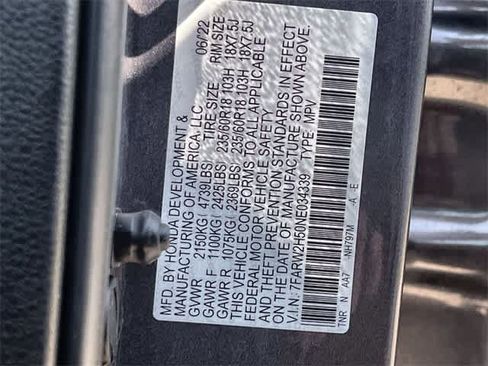 MFD. BY HONDA DEVELOPMENT &
MANUFACTURING OF AMERICA, LLC 06/22
GVWR 2150KG ( 4739LBS) TIRE SIZE RIM SIZE
GAWR F 1100KG ( 2425LBS) 235/60R18 103H 18X7.5J
GAWR R 1075KG ( 2369LBS) 235/60R18 103H 18X7.5J
THIS VEHICLE CONFORMS TO ALL APPLICABLE
FEDERAL MOTOR VEHICLE SAFETY
AND THEFT PREVENTION STANDARDS IN EFFECT
ON THE DATE OF MANUFACTURE SHOWN ABOVE.
V.I.N.: 7FARW2H50NE034339 TYPE: MPV
TNR N AA7 NH797M -A E